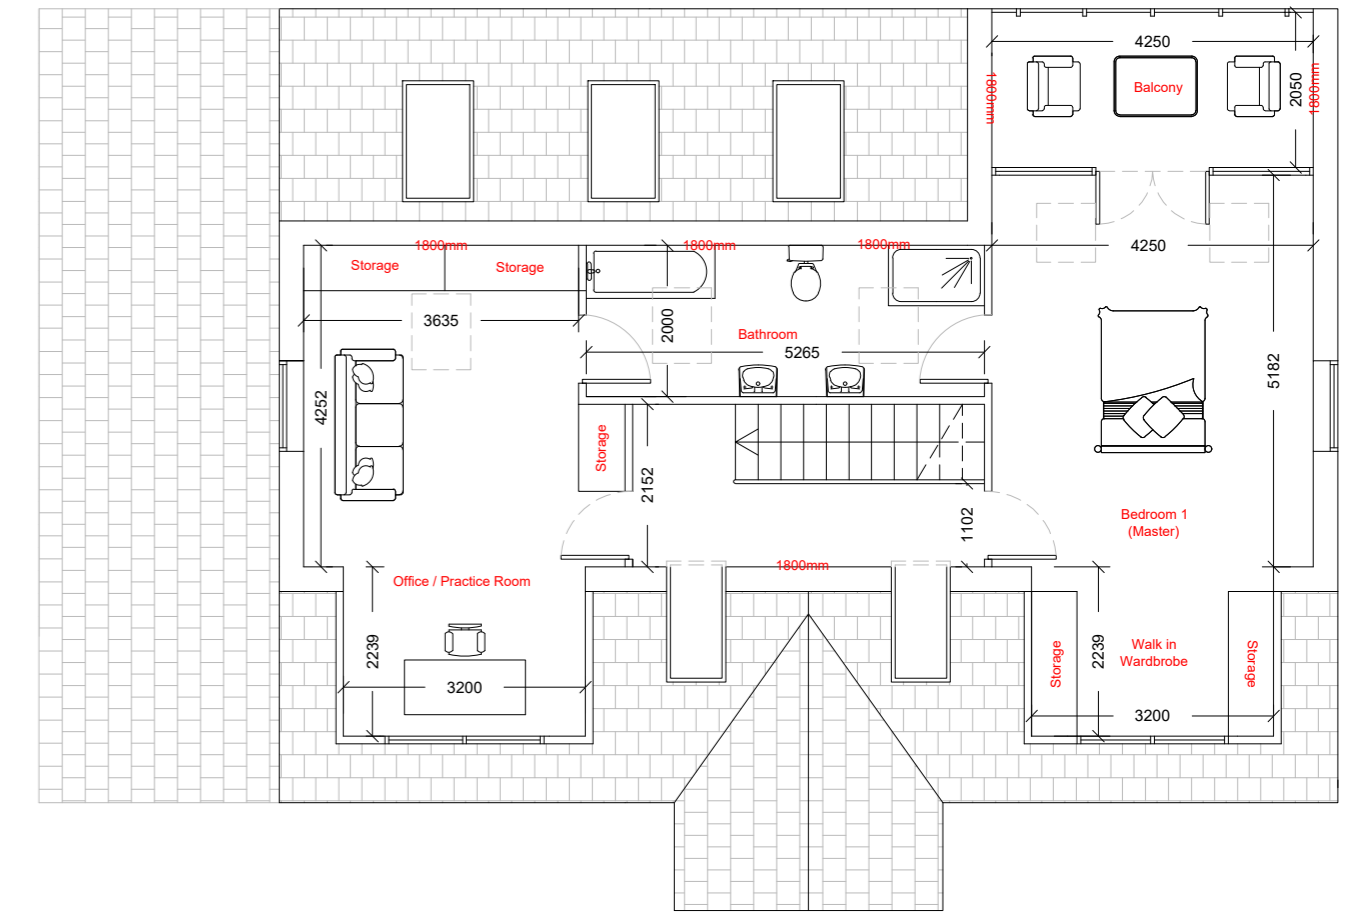 4250
1800mm
Balcony
2050
1800mm
1800mm
1800mm
1800mm
4250
Storage
Storage
3635
2000
Bathroom
5265
5182
4252
Storage
2152
1102
Bedroom 1
(Master)
1800mm
Office / Practice Room
2239
3200
Storage
2239
Walk in
Wardbrobe
Storage
3200